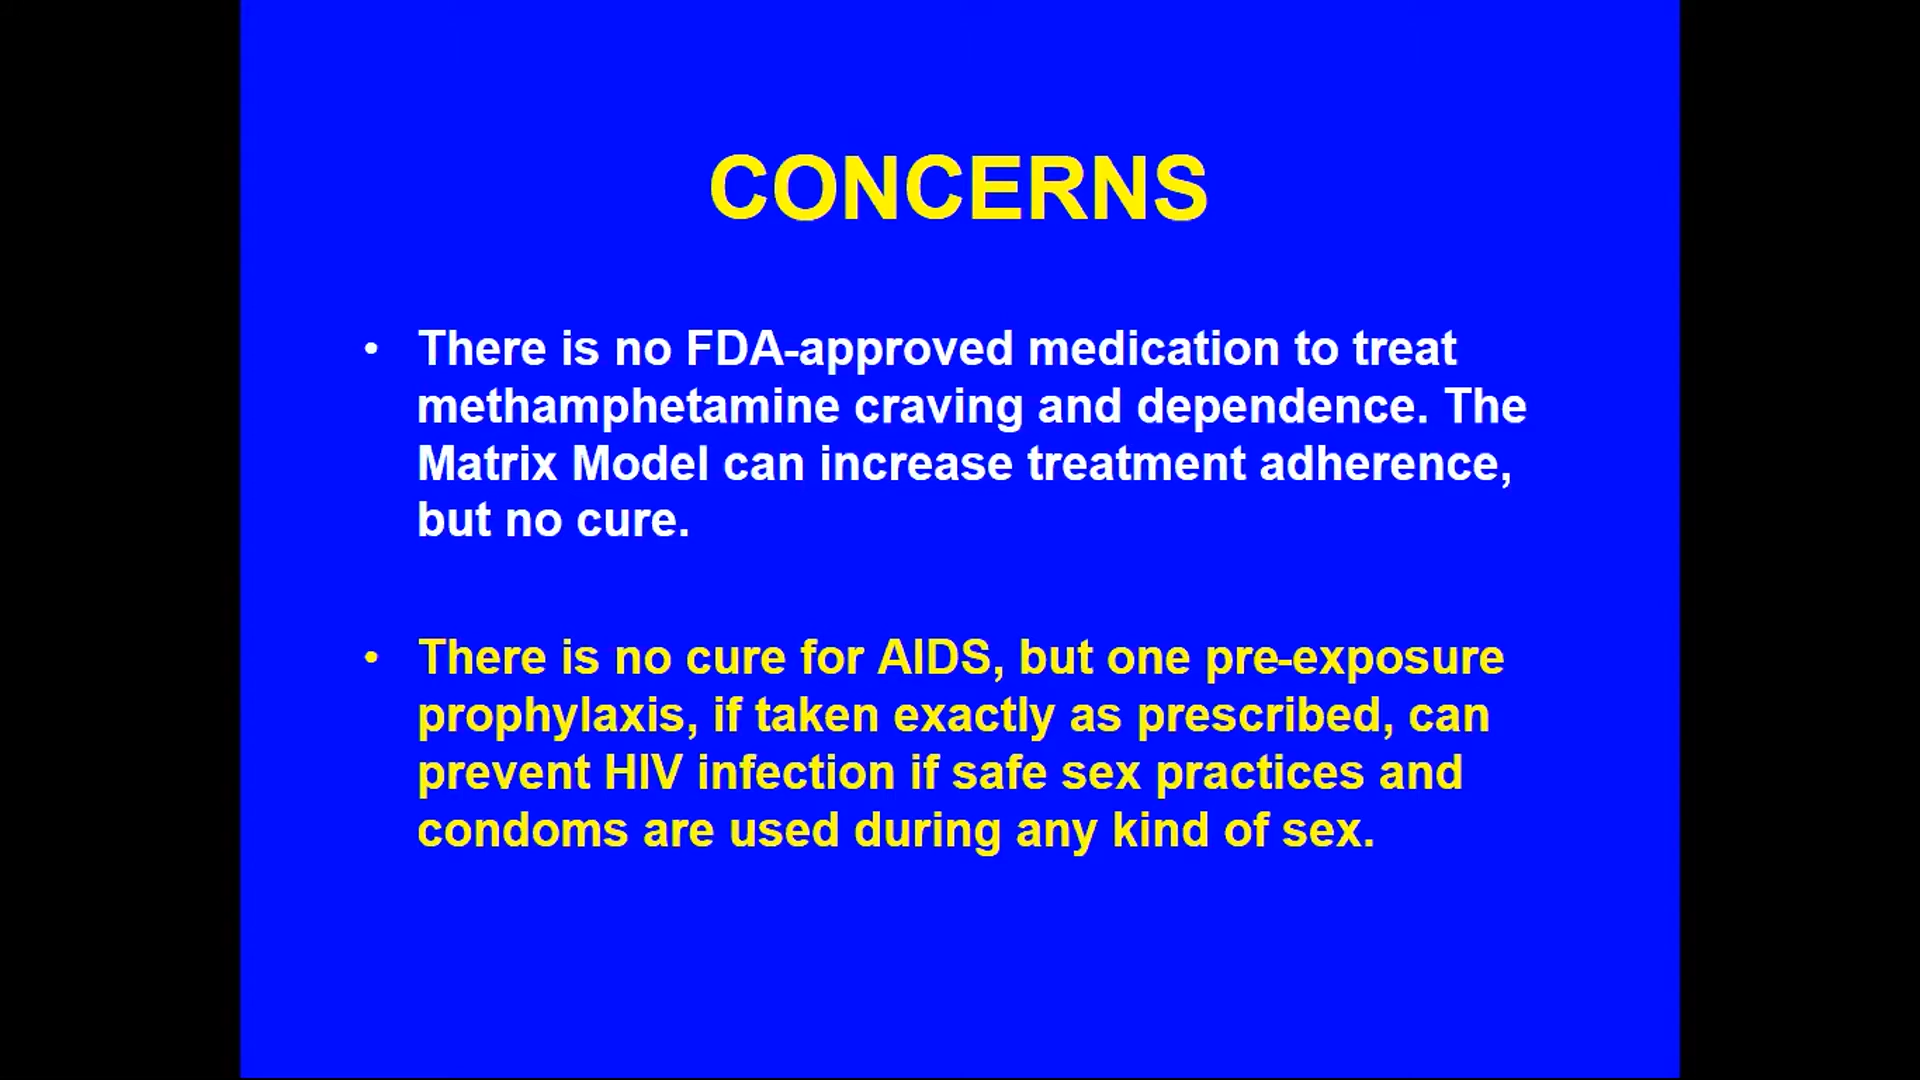 CONCERNS
• There is no FDA-approved medication to treat
methamphetamine craving and dependence. The
Matrix Model can increase treatment adherence,
but no cure.
• There is no cure for AIDS, but one pre-exposure
prophylaxis, if taken exactly as prescribed, can
prevent HIV infection if safe sex practices and
condoms are used during any kind of sex.